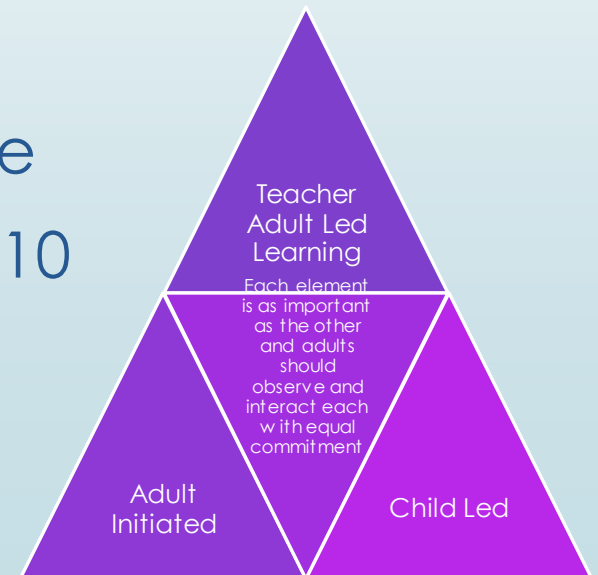 e
10
Teacher
Adult Led
Learning
Each element
is as important
as the other
and adults
should
observe and
interact each
with equal
commitment
Adult
Initiated
Child Led